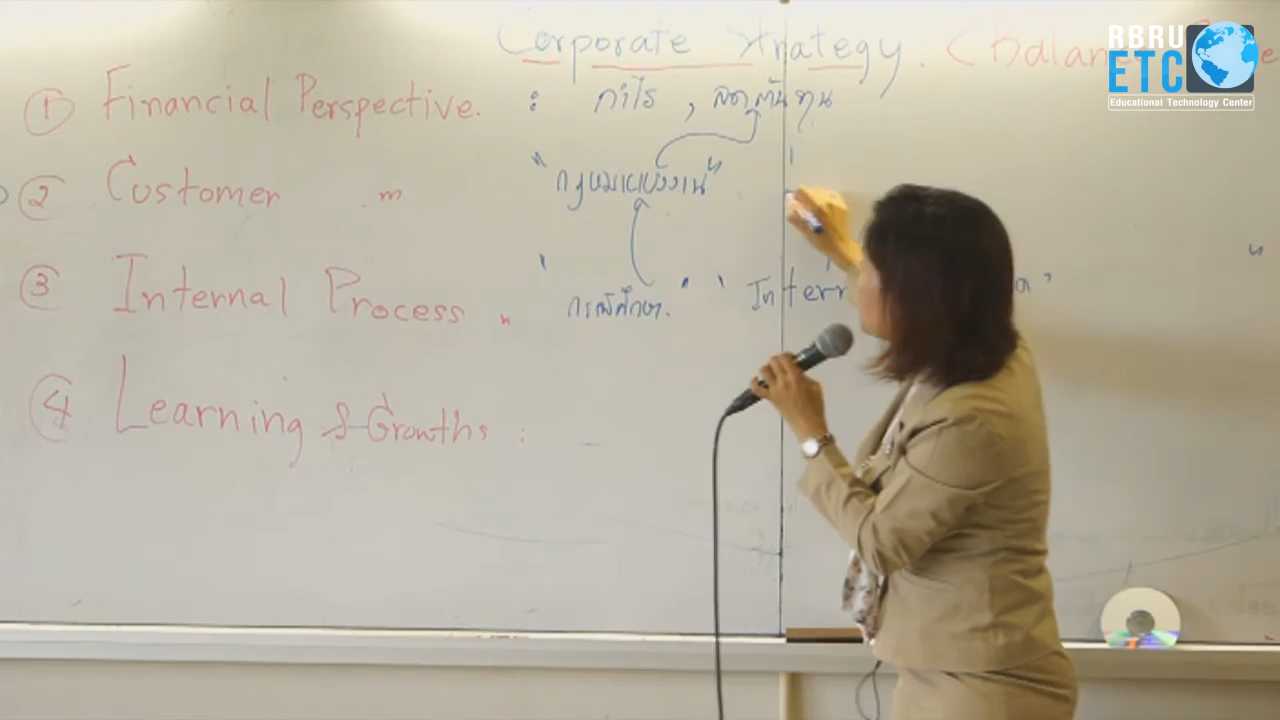 Corporate Strategy. (Balance
① Financial Perspective. : กำไร , ลดต้นทุน
② Customer " "กฎหมายแรงงาน"
③ Internal Process " 'กรณีศึกษา.' '
④ Learning & Growths :
RBRU
ETC
Educational Technology Center